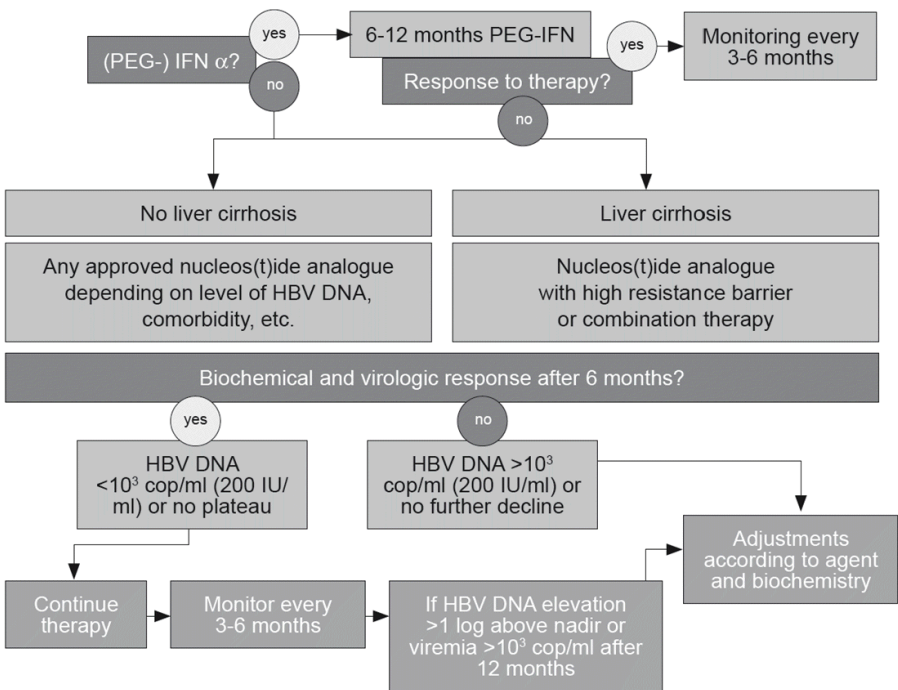 yes
6-12 months PEG-IFN
yes
Monitoring every
3-6 months
(PEG-) IFN α?
no
Response to therapy?
no
No liver cirrhosis
Liver cirrhosis
Any approved nucleos(t)ide analogue
depending on level of HBV DNA,
comorbidity, etc.
Nucleos(t)ide analogue
with high resistance barrier
or combination therapy
Biochemical and virologic response after 6 months?
yes
no
HBV DNA
<10³ cop/ml (200 IU/
ml) or no plateau
HBV DNA >10³
cop/ml (200 IU/ml) or
no further decline
Adjustments
according to agent
and biochemistry
Continue
therapy
Monitor every
3-6 months
If HBV DNA elevation
>1 log above nadir or
viremia >10³ cop/ml after
12 months